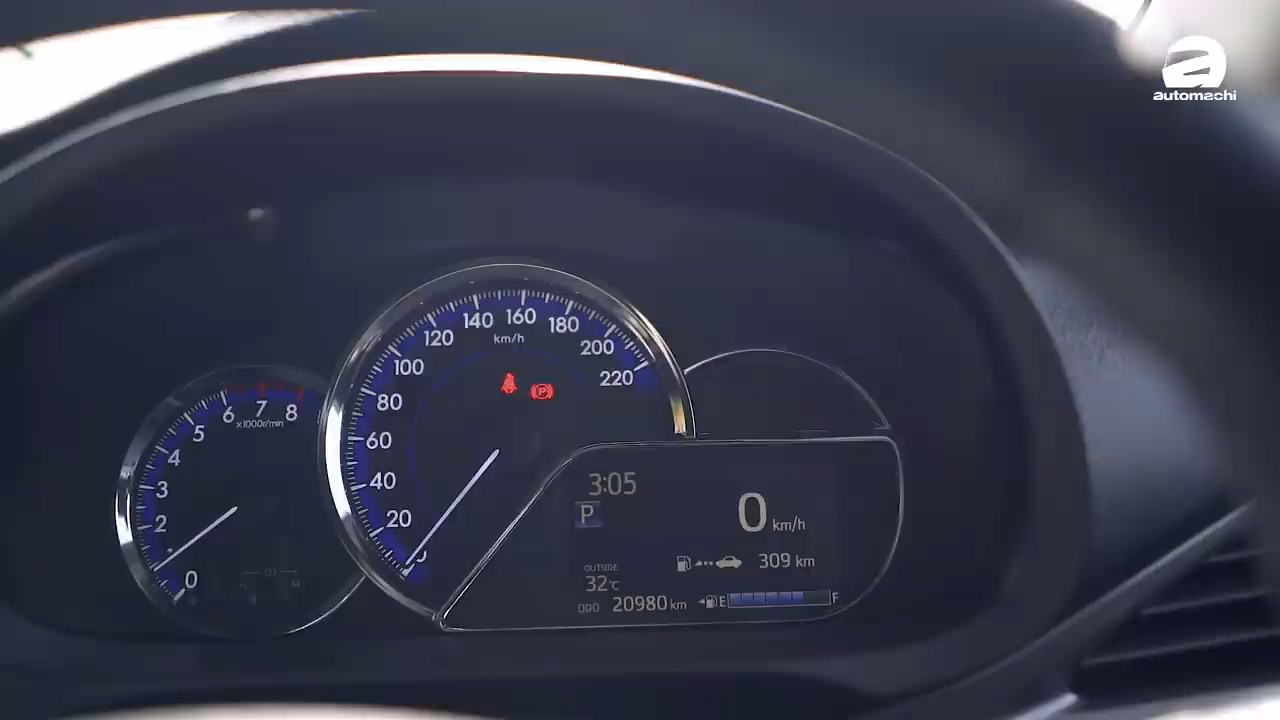 automachi
0
2
3
4
5
6
7
8
x1000r/min
20
40
60
80
100
120
140
160
180
200
220
km/h
P
3:05
P
0 km/h
309 km
OUTSIDE
32°C
ODO 20980 km
E F